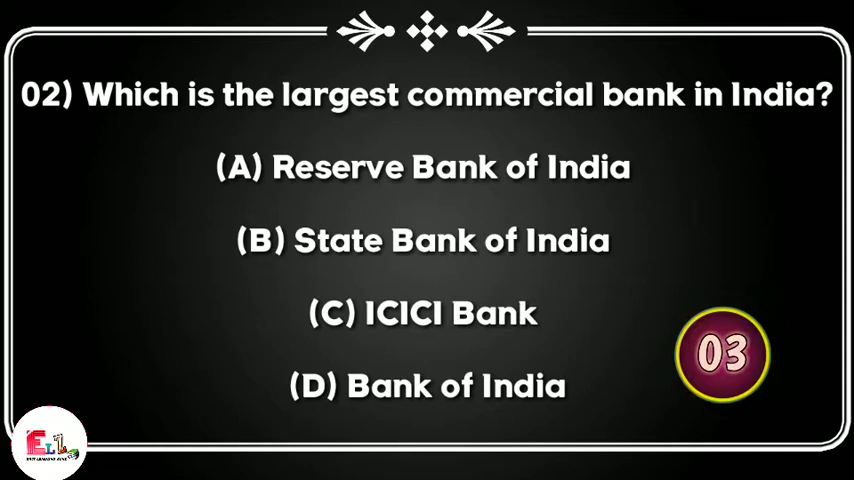 02) Which is the largest commercial bank in India?
(A) Reserve Bank of India
(B) State Bank of India
(C) ICICI Bank
(D) Bank of India
03